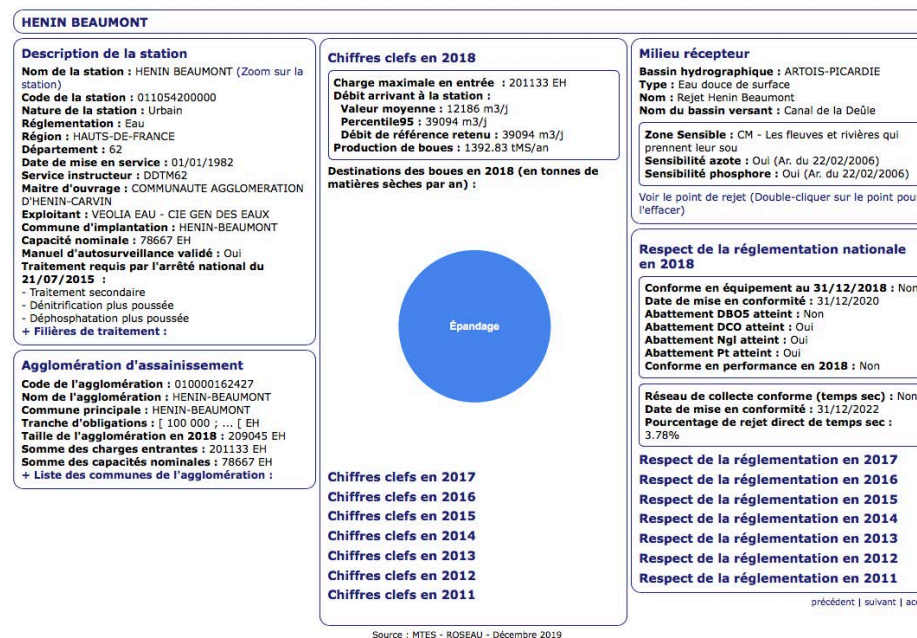 HENIN BEAUMONT
Description de la station
Nom de la station : HENIN BEAUMONT (Zoom sur la
station)
Code de la station : 011054200000
Nature de la station : Urbain
Réglementation : Eau
Région : HAUTS-DE-FRANCE
Département : 62
Date de mise en service : 01/01/1982
Service instructeur : DDTM62
Maitre d'ouvrage : COMMUNAUTE AGGLOMERATION
D'HENIN-CARVIN
Exploitant : VEOLIA EAU - CIE GEN DES EAUX
Commune d'implantation : HENIN-BEAUMONT
Capacité nominale : 78667 EH
Manuel d'autosurveillance validé : Oui
Traitement requis par l'arrêté national du
21/07/2015 :
- Traitement secondaire
- Dénitrification plus poussée
- Déphosphatation plus poussée
+ Filières de traitement :
Agglomération d'assainissement
Code de l'agglomération : 010000162427
Nom de l'agglomération : HENIN-BEAUMONT
Commune principale : HENIN-BEAUMONT
Tranche d'obligations : [ 100 000 ; ... [ EH
Taille de l'agglomération en 2018 : 209045 EH
Somme des charges entrantes : 201133 EH
Somme des capacités nominales : 78667 EH
+ Liste des communes de l'agglomération :
Chiffres clefs en 2018
Charge maximale en entrée : 201133 EH
Débit arrivant à la station :
Valeur moyenne : 12186 m3/j
Percentile95 : 39094 m3/j
Débit de référence retenu : 39094 m3/j
Production de boues : 1392.83 tMS/an
Destinations des boues en 2018 (en tonnes de
matières sèches par an) :
Épandage
Chiffres clefs en 2017
Chiffres clefs en 2016
Chiffres clefs en 2015
Chiffres clefs en 2014
Chiffres clefs en 2013
Chiffres clefs en 2012
Chiffres clefs en 2011
Milieu récepteur
Bassin hydrographique : ARTOIS-PICARDIE
Type : Eau douce de surface
Nom : Rejet Henin Beaumont
Nom du bassin versant : Canal de la Deûle
Zone Sensible : CM - Les fleuves et rivières qui
prennent leur sou
Sensibilité azote : Oui (Ar. du 22/02/2006)
Sensibilité phosphore : Oui (Ar. du 22/02/2006)
Voir le point de rejet (Double-cliquer sur le point pour
l'effacer)
Respect de la réglementation nationale
en 2018
Conforme en équipement au 31/12/2018 : Non
Date de mise en conformité : 31/12/2020
Abattement DBO5 atteint : Non
Abattement DCO atteint : Oui
Abattement Ngl atteint : Oui
Abattement Pt atteint : Oui
Conforme en performance en 2018 : Non
Réseau de collecte conforme (temps sec) : Non
Date de mise en conformité : 31/12/2022
Pourcentage de rejet direct de temps sec :
3.78%
Respect de la réglementation en 2017
Respect de la réglementation en 2016
Respect de la réglementation en 2015
Respect de la réglementation en 2014
Respect de la réglementation en 2013
Respect de la réglementation en 2012
Respect de la réglementation en 2011
précédent | suivant |
Source : MTES - ROSEAU - Décembre 2019